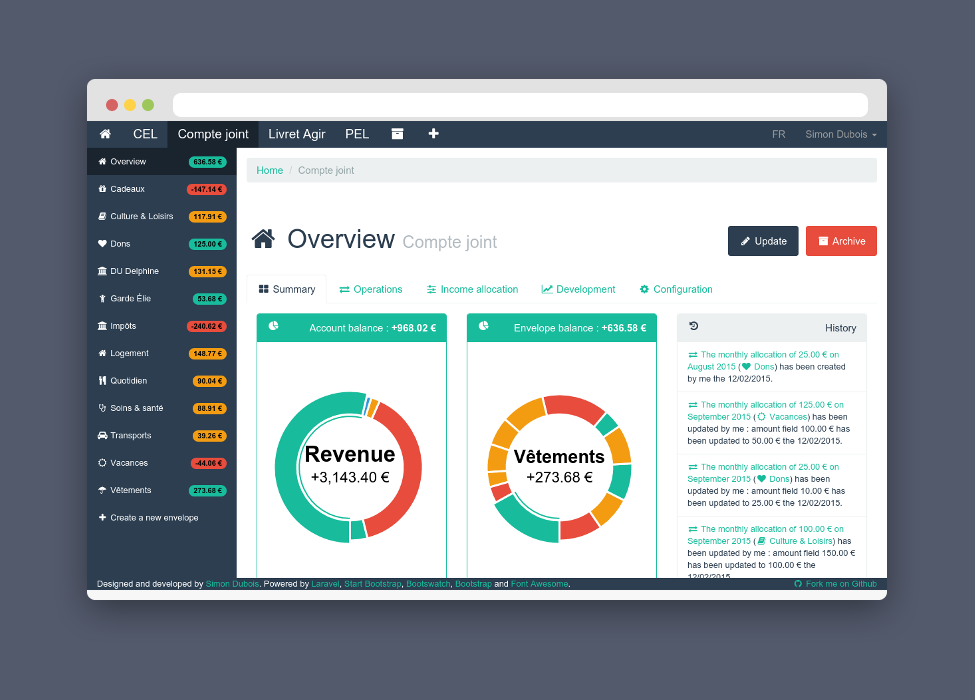 CEL Compte joint Livret Agir PEL FR Simon Dubois
Overview 636.58 €
Cadeaux -147.14 €
Culture & Loisirs 117.91 €
Dons 125.00 €
DU Delphine 131.15 €
Garde Élie 53.68 €
Impôts -240.62 €
Logement 148.77 €
Quotidien 90.04 €
Soins & santé 88.91 €
Transports 39.26 €
Vacances -44.06 €
Vêtements 273.68 €
Create a new envelope
Home / Compte joint
Overview Compte joint
Update Archive
Summary Operations Income allocation Development Configuration
Account balance : +968.02 €
Revenue
+3,143.40 €
Envelope balance : +636.58 €
Vêtements
+273.68 €
History
The monthly allocation of 25.00 € on
August 2015 ( Dons) has been created
by me the 12/02/2015.
The monthly allocation of 125.00 € on
September 2015 ( Vacances) has been
updated by me : amount field 100.00 € has
been updated to 50.00 € the 12/02/2015.
The monthly allocation of 25.00 € on
September 2015 ( Dons) has been
updated by me : amount field 10.00 € has
been updated to 25.00 € the 12/02/2015.
The monthly allocation of 100.00 € on
September 2015 ( Culture & Loisirs) has
been updated by me : amount field 150.00 €
has been updated to 100.00 € the
12/02/2015.
Designed and developed by Simon Dubois. Powered by Laravel, Start Bootstrap, Bootswatch, Bootstrap and Font Awesome.
Fork me on Github